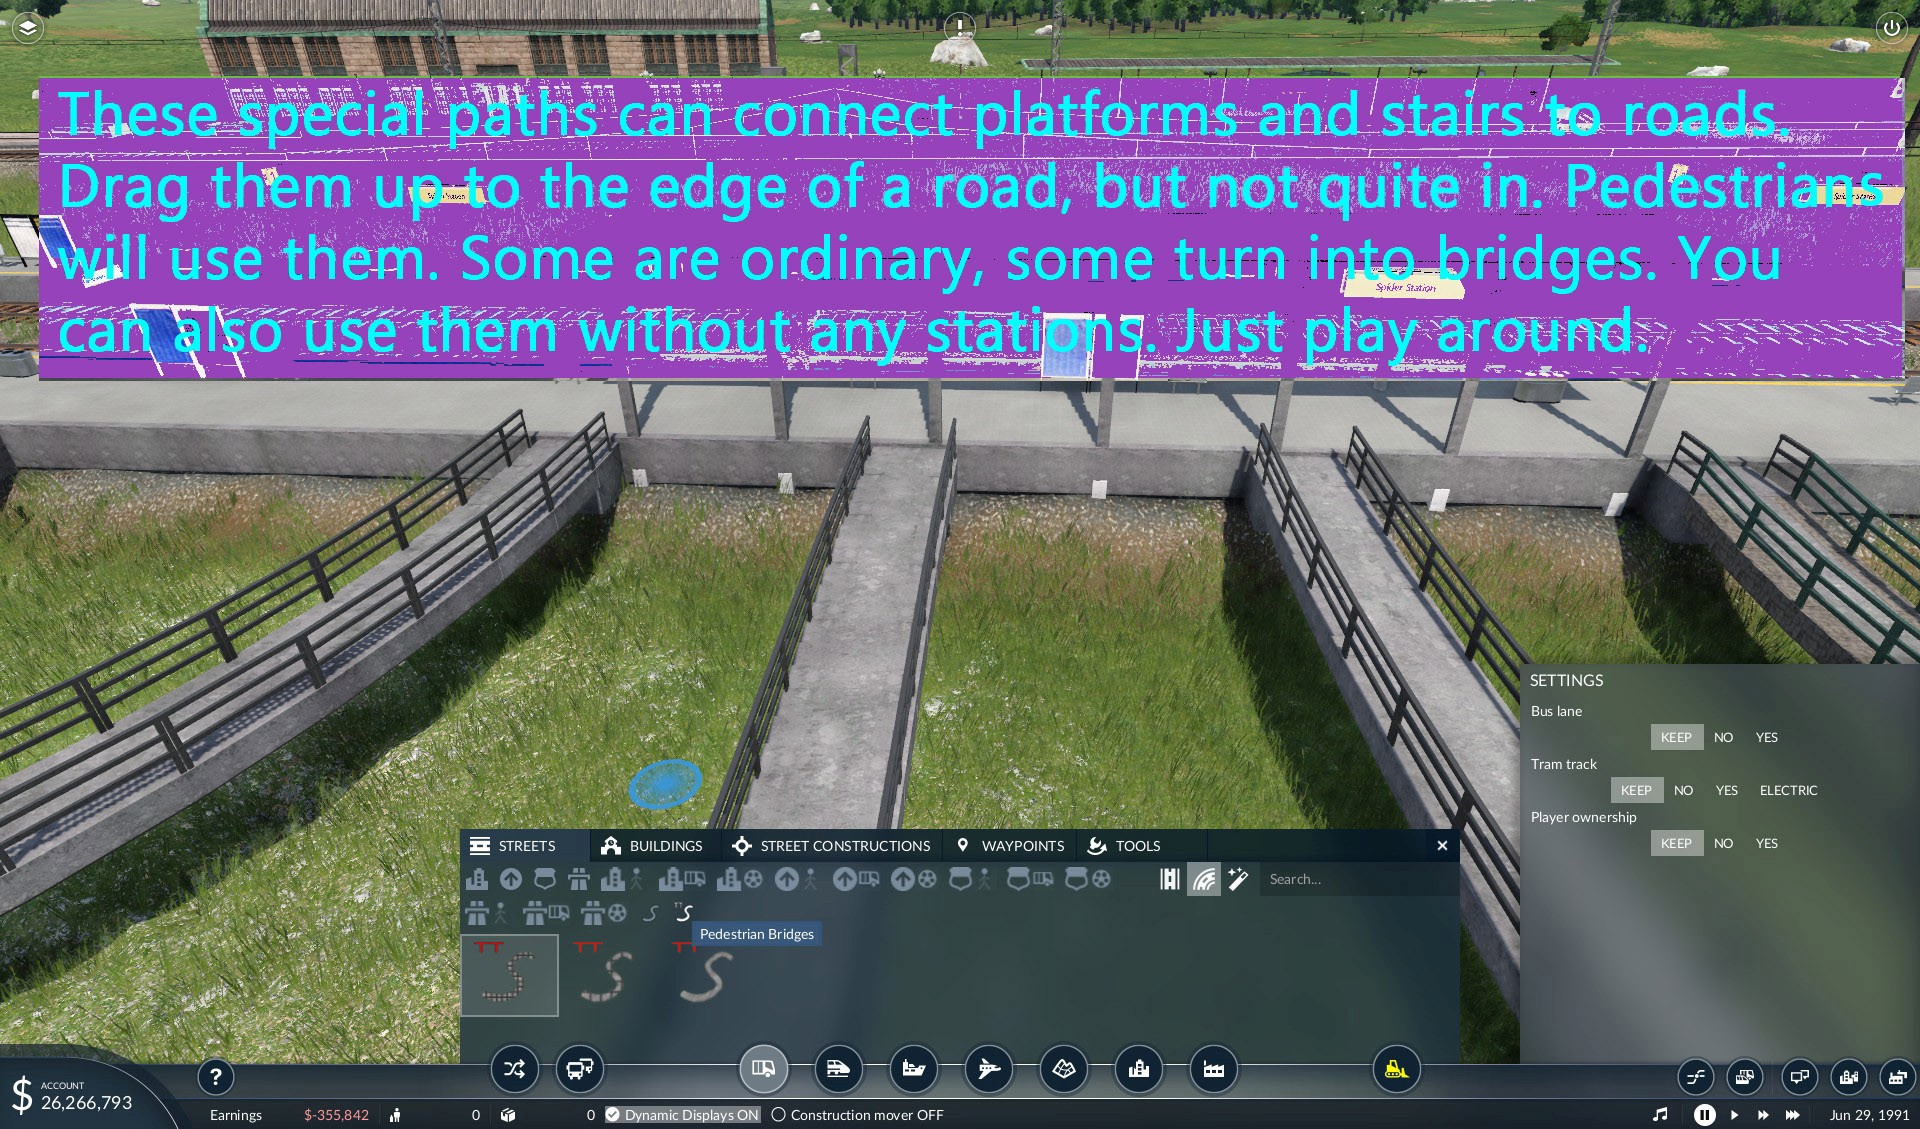 These special paths can connect platforms and stairs to roads.
Drag them up to the edge of a road, but not quite in. Pedestrians
will use them. Some are ordinary, some turn into bridges. You
can also use them without any stations. Just play around.
Spider Station
SETTINGS
Bus lane
KEEP NO YES
Tram track
KEEP NO YES ELECTRIC
Player ownership
KEEP NO YES
STREETS BUILDINGS STREET CONSTRUCTIONS WAYPOINTS TOOLS
Search...
Pedestrian Bridges
ACCOUNT
$ 26,266,793
?
Earnings $-355,842 0 0 Dynamic Displays ON Construction mover OFF Jun 29, 1991